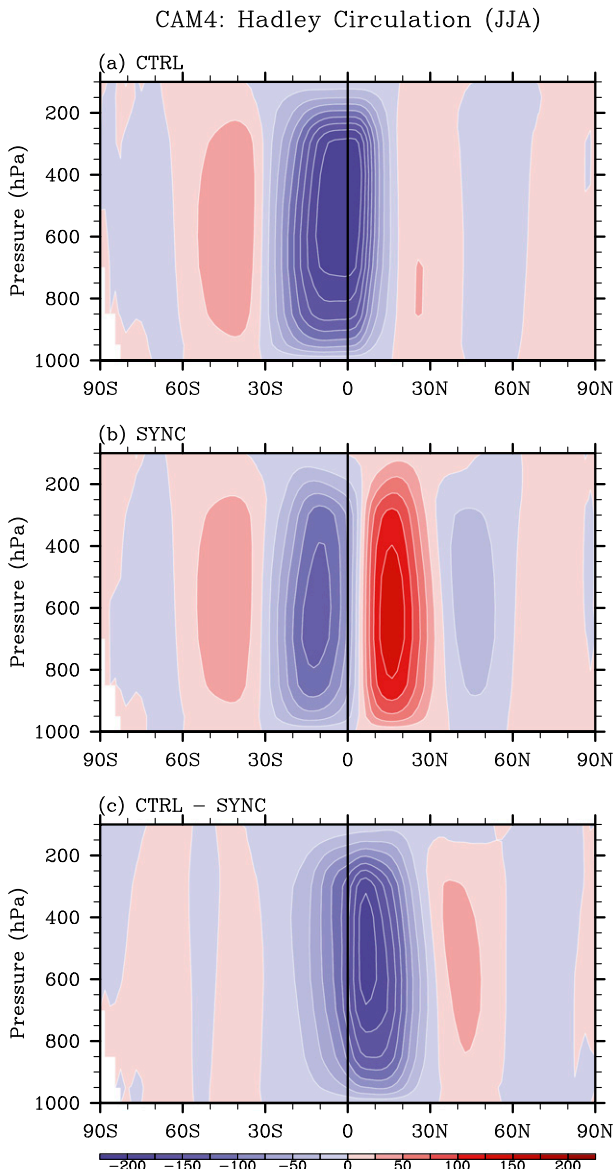 CAM4: Hadley Circulation (JJA)
(a) CTRL
Pressure (hPa)
200
400
600
800
1000
90S 60S 30S 0 30N 60N 90N
(b) SYNC
Pressure (hPa)
200
400
600
800
1000
90S 60S 30S 0 30N 60N 90N
(c) CTRL − SYNC
Pressure (hPa)
200
400
600
800
1000
90S 60S 30S 0 30N 60N 90N
−200 −150 −100 −50 0 50 100 150 200